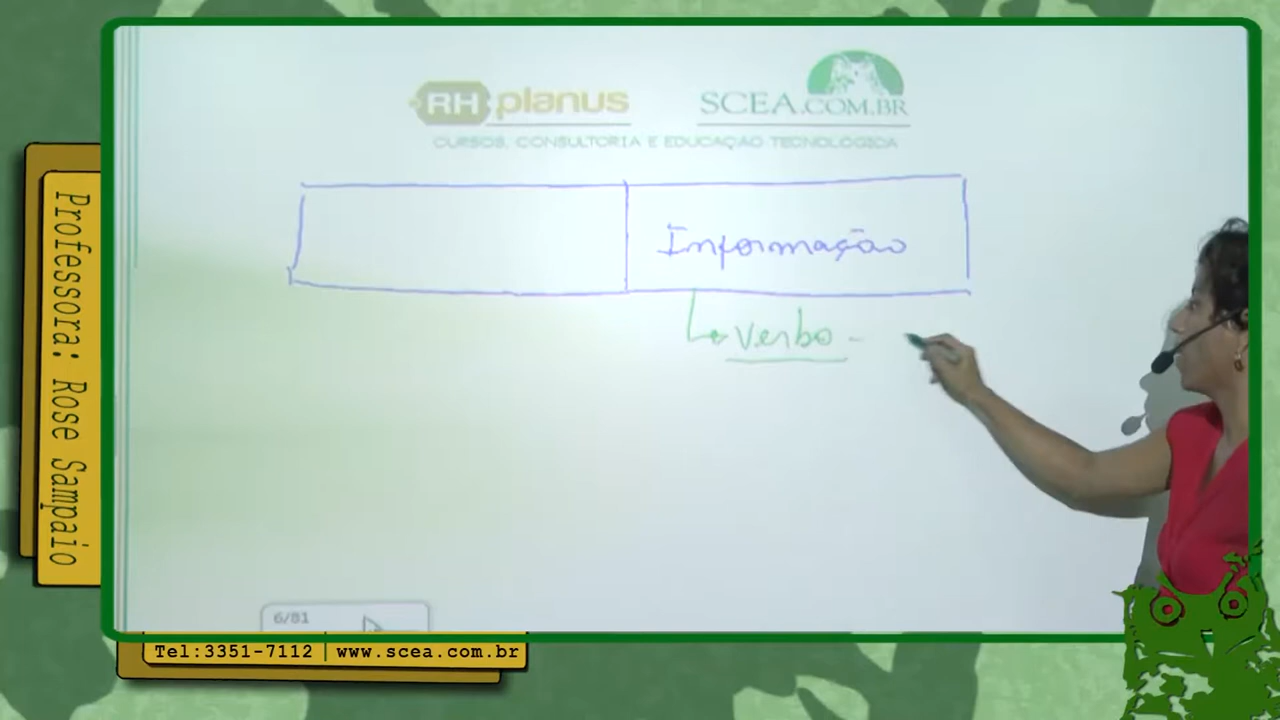 RH planus
SCEA.COM.BR
CURSOS, CONSULTORIA E EDUCAÇÃO TECNOLÓGICA
Informação
verbo -
Professora: Rose Sampaio
6/81
Tel:3351-7112 | www.scea.com.br